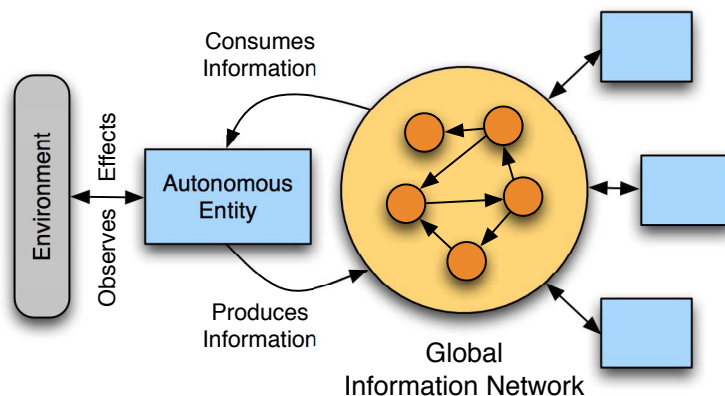 Consumes
Information
Environment
Effects
Observes
Autonomous
Entity
Produces
Information
Global
Information Network